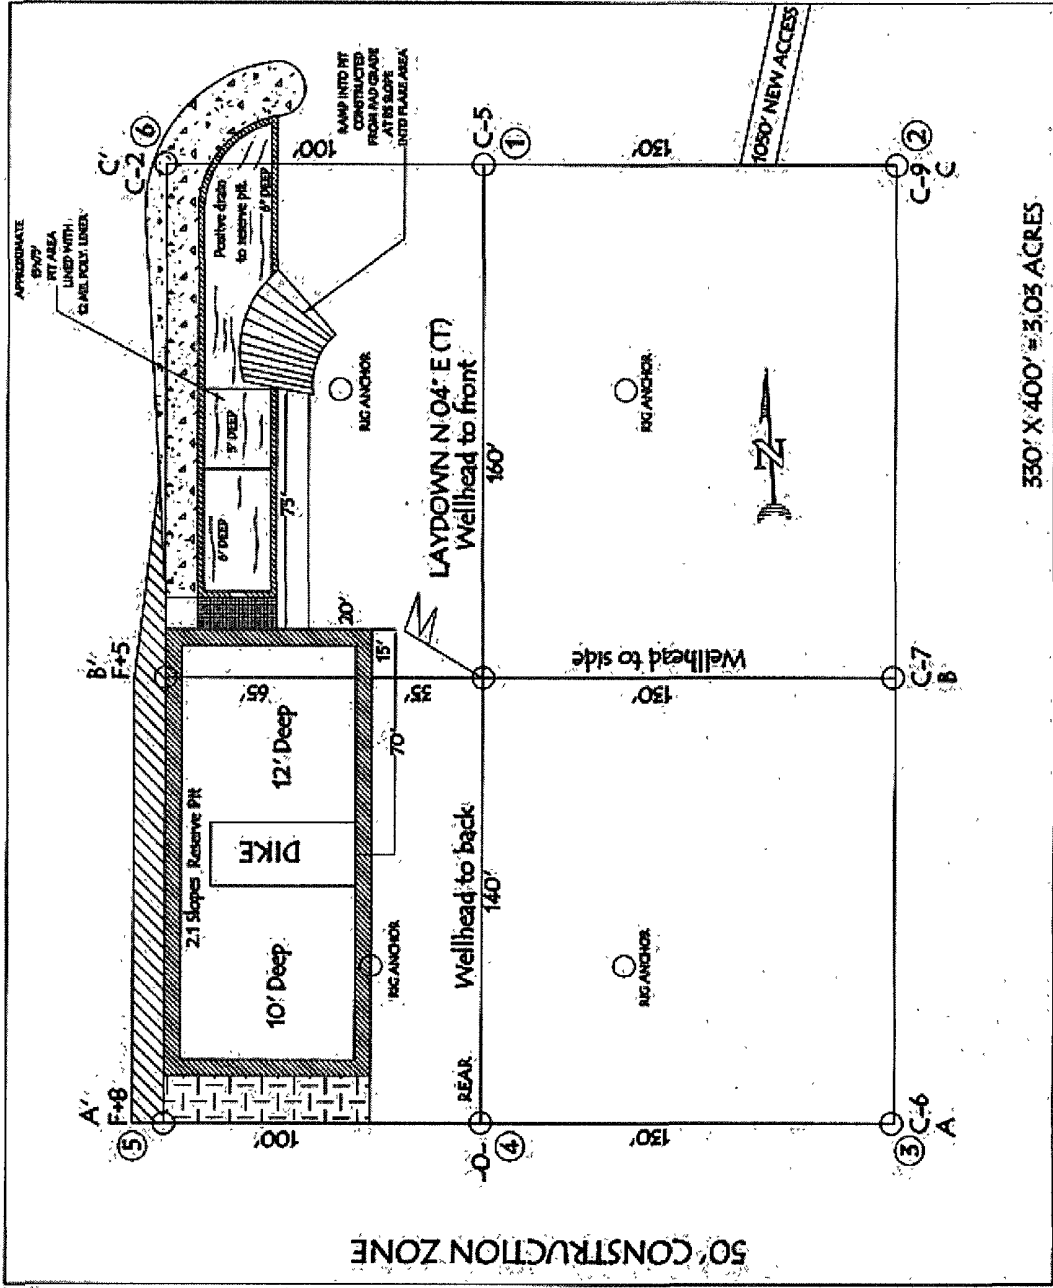 APPROXIMATE
PIT AREA
LINED WITH
12 MIL POLY. LINER
RAMP INTO PIT
CONSTRUCTED
FROM PAD GRADE
SLOPE
INTO FLARE AREA
A'
F+8
5
B'
F+5
C'
C-2
6
Positive drain
to reserve pit.
6' DEEP
5' DEEP
6' DEEP
75'
2.1 Slopes Reserve Pit
10' Deep
DIKE
12' Deep
20'
15'
70'
100'
65'
35'
100'
RIG ANCHOR
RIG ANCHOR
LAYDOWN N 04° E (T)
Wellhead to front
160'
REAR
Wellhead to back
140'
-0-
4
C-5
1
Wellhead to side
130'
130'
130'
RIG ANCHOR
RIG ANCHOR
N
1050' NEW ACCESS
3
C-6
A
C-7
B
2
C-9
C
50' CONSTRUCTION ZONE
330' X 400' = 3.03 ACRES